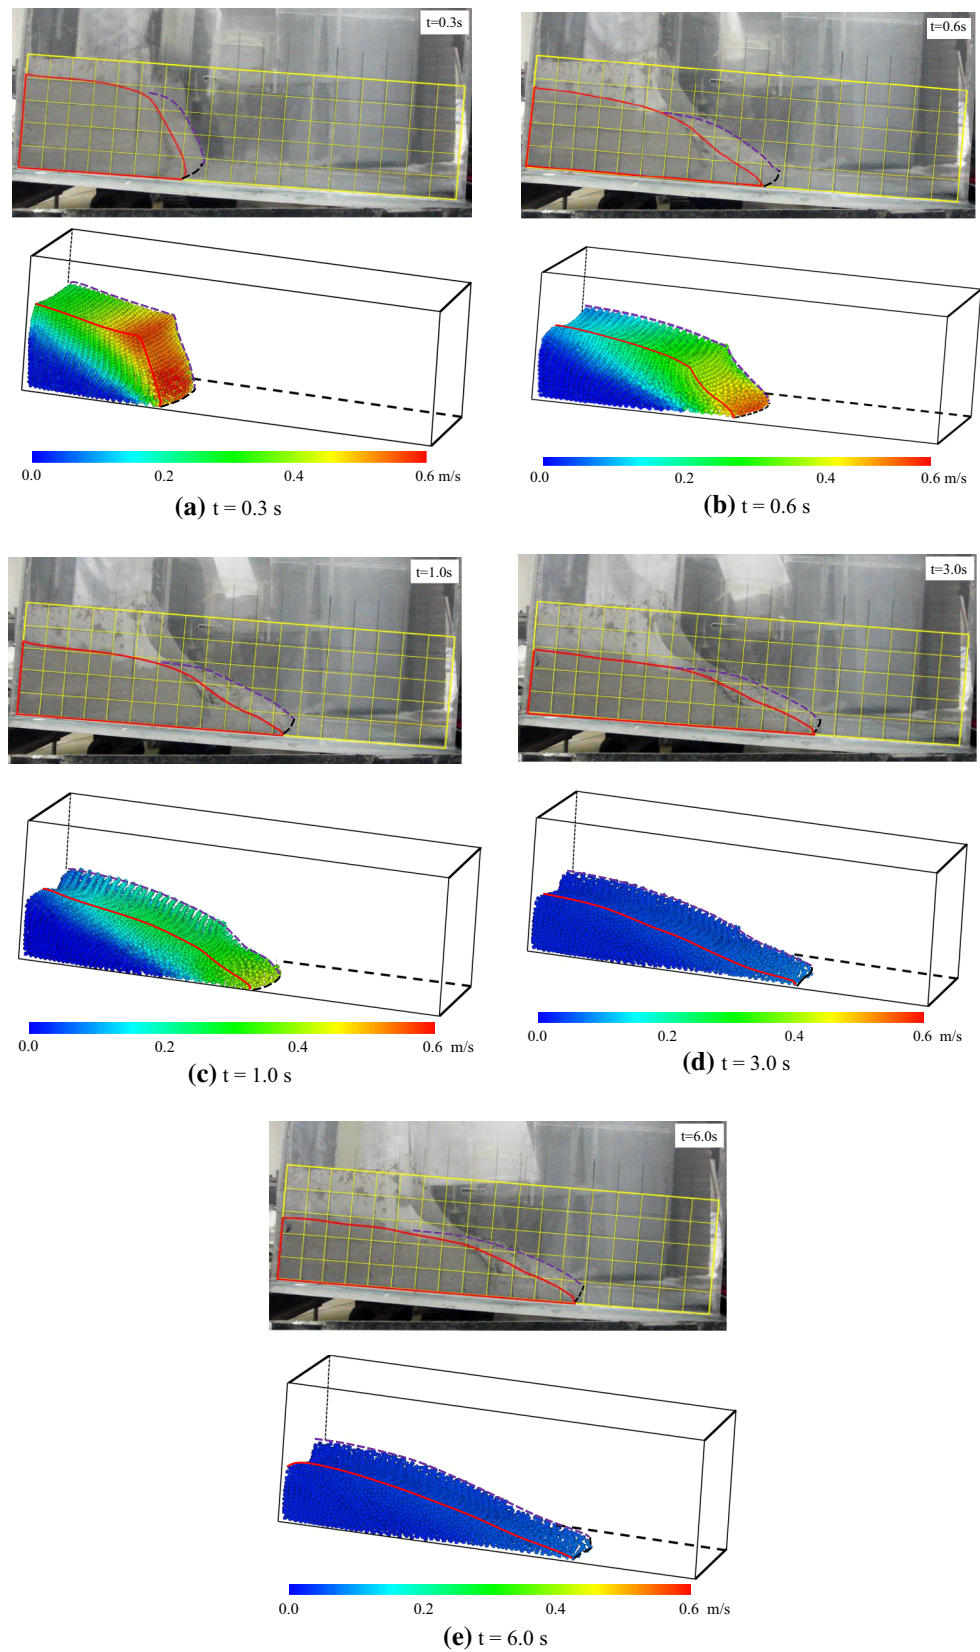 t=0.3s
t=0.6s
0.0 0.2 0.4 0.6 m/s
0.0 0.2 0.4 0.6 m/s
(a) t = 0.3 s
(b) t = 0.6 s
t=1.0s
t=3.0s
0.0 0.2 0.4 0.6 m/s
0.0 0.2 0.4 0.6 m/s
(c) t = 1.0 s
(d) t = 3.0 s
t=6.0s
0.0 0.2 0.4 0.6 m/s
(e) t = 6.0 s